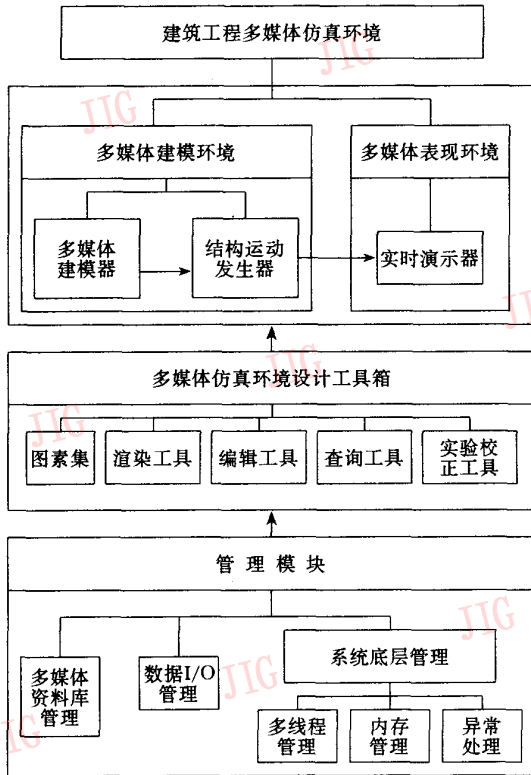 建筑工程多媒体仿真环境
JIG
JIG
多媒体建模环境
多媒体表现环境
多媒体
建模器
结构运动
发生器
实时演示器
JIG
JIG
多媒体仿真环境设计工具箱
JIG
图素集
渲染工具
编辑工具
查询工具
实验校
正工具
管理模块
JIG
多媒体
资料库
管理
数据I/O
管理
系统底层管理
JIG
JIG
多线程
管理
内存
管理
异常
处理